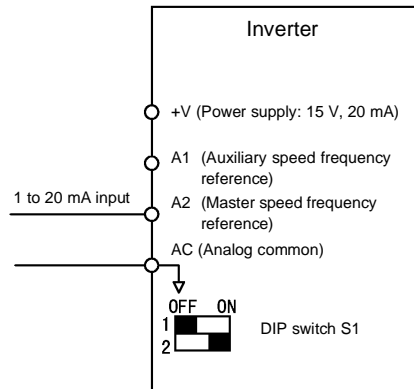 Inverter
+V (Power supply: 15 V, 20 mA)
A1 (Auxiliary speed frequency
reference)
1 to 20 mA input
A2 (Master speed frequency
reference)
AC (Analog common)
OFF ON
1
2
DIP switch S1